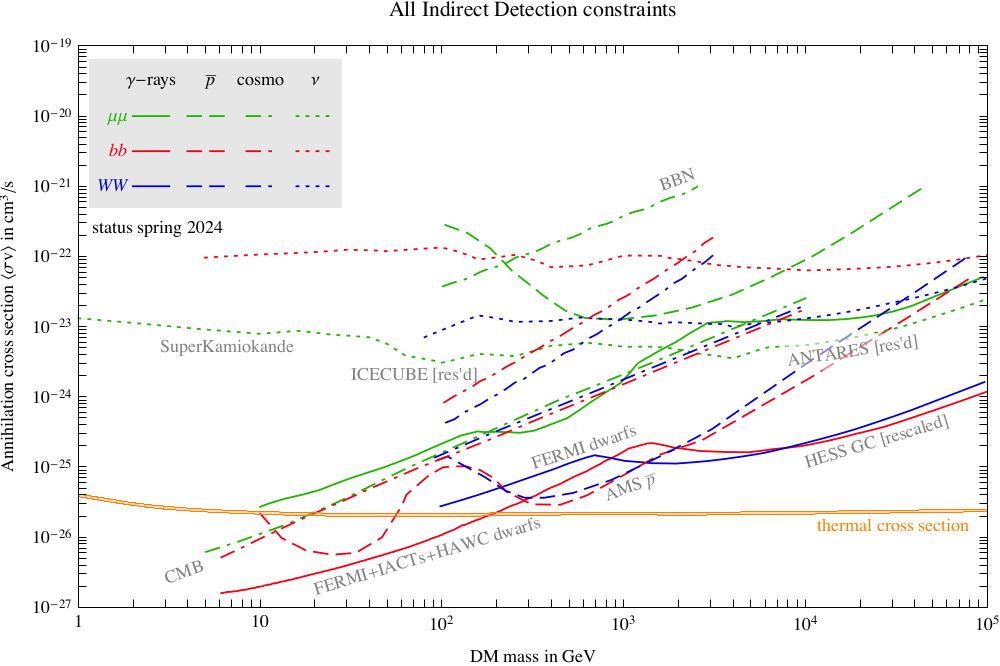 All Indirect Detection constraints
Annihilation cross section ⟨σv⟩ in cm³/s
10⁻¹⁹
10⁻²⁰
10⁻²¹
10⁻²²
10⁻²³
10⁻²⁴
10⁻²⁵
10⁻²⁶
10⁻²⁷
γ−rays p̅ cosmo ν
μμ
bb
WW
status spring 2024
BBN
SuperKamiokande
ICECUBE [res'd]
ANTARES [res'd]
FERMI dwarfs
AMS p̅
HESS GC [rescaled]
thermal cross section
FERMI+IACTs+HAWC dwarfs
CMB
1 10 10² 10³ 10⁴ 10⁵
DM mass in GeV